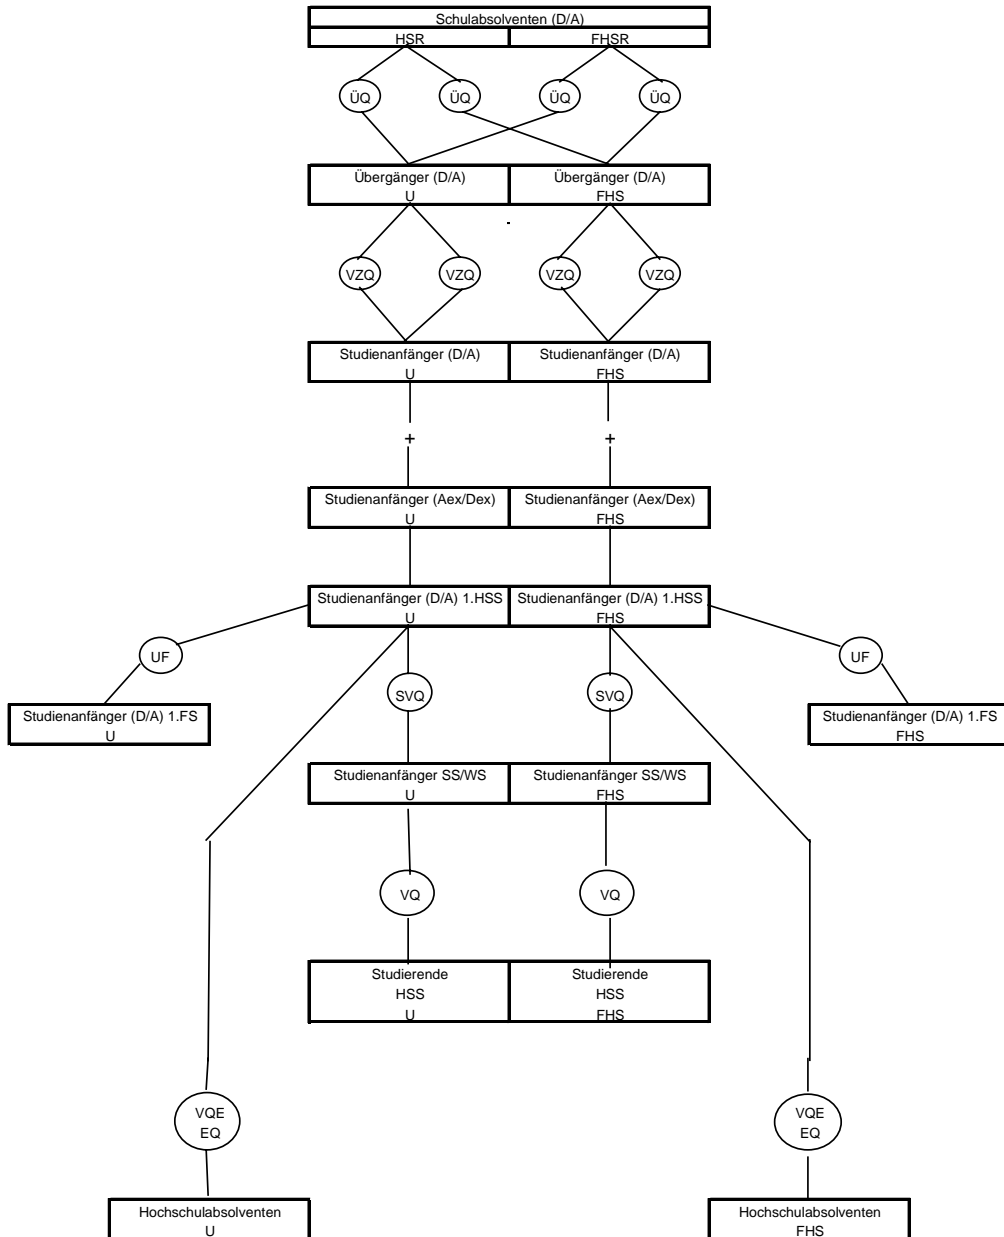 Schulabsolventen (D/A)
HSR FHSR
ÜQ ÜQ ÜQ ÜQ
Übergänger (D/A) Übergänger (D/A)
U FHS
VZQ VZQ VZQ VZQ
Studienanfänger (D/A) Studienanfänger (D/A)
U FHS
+ +
Studienanfänger (Aex/Dex) Studienanfänger (Aex/Dex)
U FHS
Studienanfänger (D/A) 1.HSS Studienanfänger (D/A) 1.HSS
U FHS
UF UF
SVQ SVQ
Studienanfänger (D/A) 1.FS Studienanfänger (D/A) 1.FS
U FHS
Studienanfänger SS/WS Studienanfänger SS/WS
U FHS
VQ VQ
Studierende Studierende
HSS HSS
U FHS
VQE VQE
EQ EQ
Hochschulabsolventen Hochschulabsolventen
U FHS